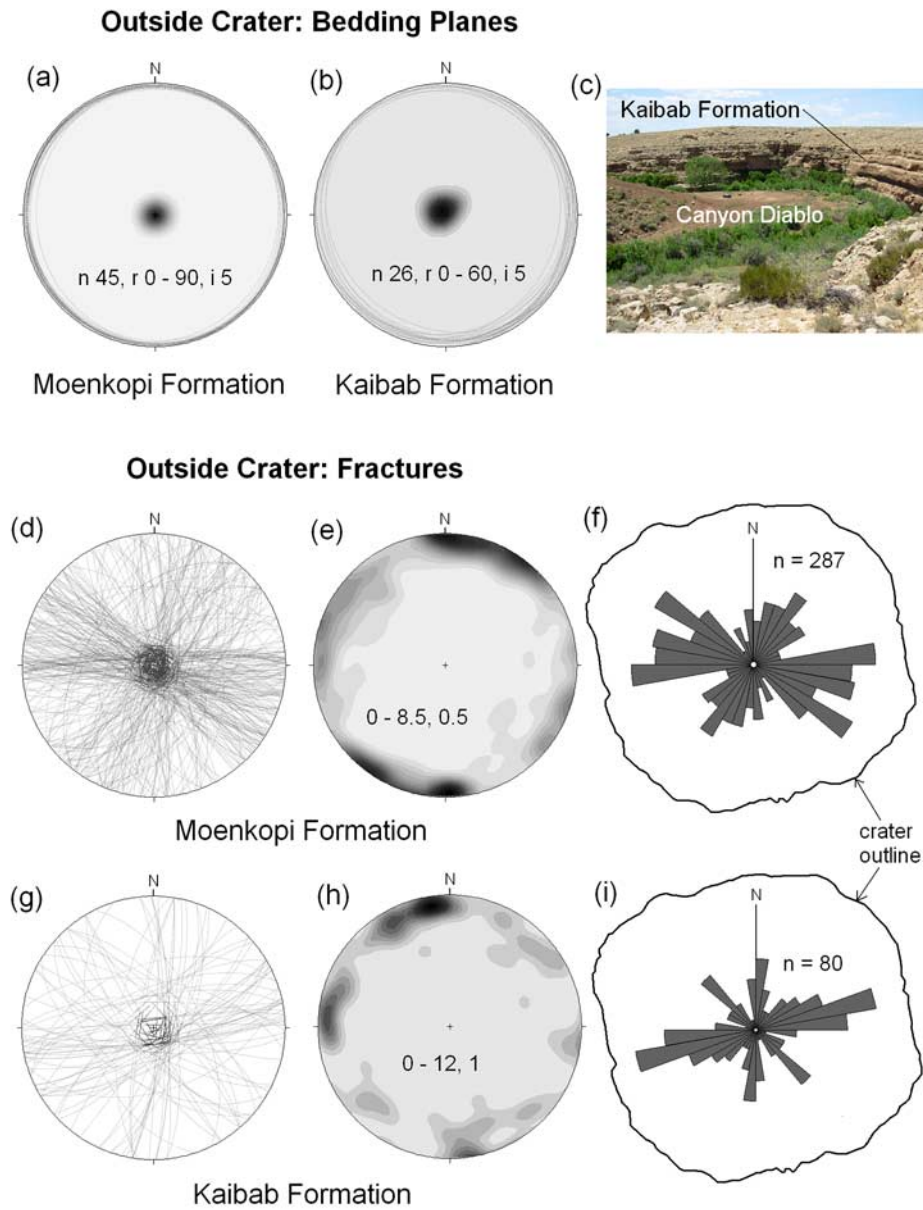 Outside Crater: Bedding Planes
(a)
N
n 45, r 0 - 90, i 5
Moenkopi Formation
(b)
N
n 26, r 0 - 60, i 5
Kaibab Formation
(c)
Kaibab Formation
Canyon Diablo
Outside Crater: Fractures
(d)
N
(e)
N
0 - 8.5, 0.5
Moenkopi Formation
(f)
N
n = 287
crater
outline
(g)
N
(h)
N
0 - 12, 1
Kaibab Formation
(i)
N
n = 80